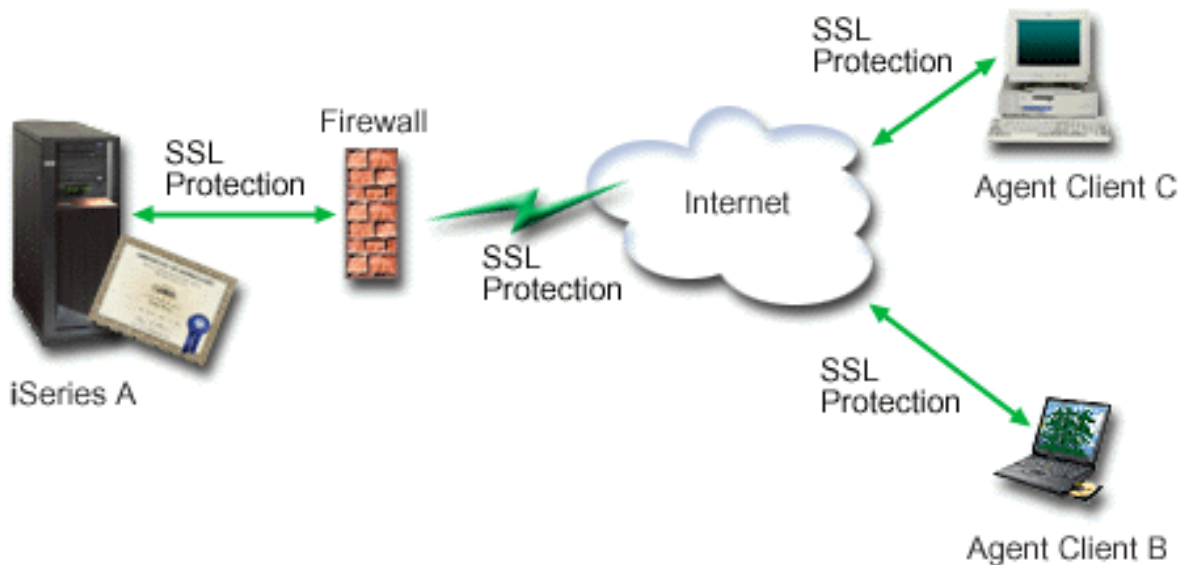 SSL
Protection
Firewall
SSL
Protection
Internet
Agent Client C
SSL
Protection
SSL
Protection
iSeries A
Agent Client B